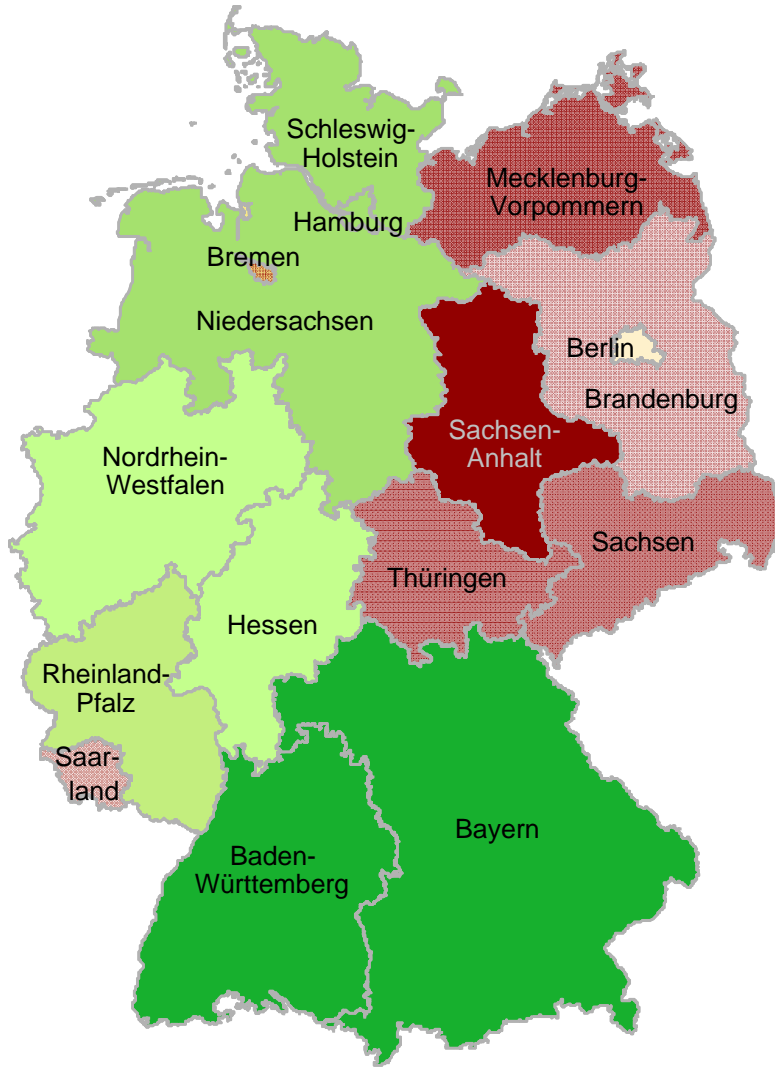 Schleswig-
Holstein
Mecklenburg-
Vorpommern
Hamburg
Bremen
Niedersachsen
Berlin
Brandenburg
Sachsen-
Anhalt
Nordrhein-
Westfalen
Sachsen
Thüringen
Hessen
Rheinland-
Pfalz
Saar-
land
Bayern
Baden-
Württemberg